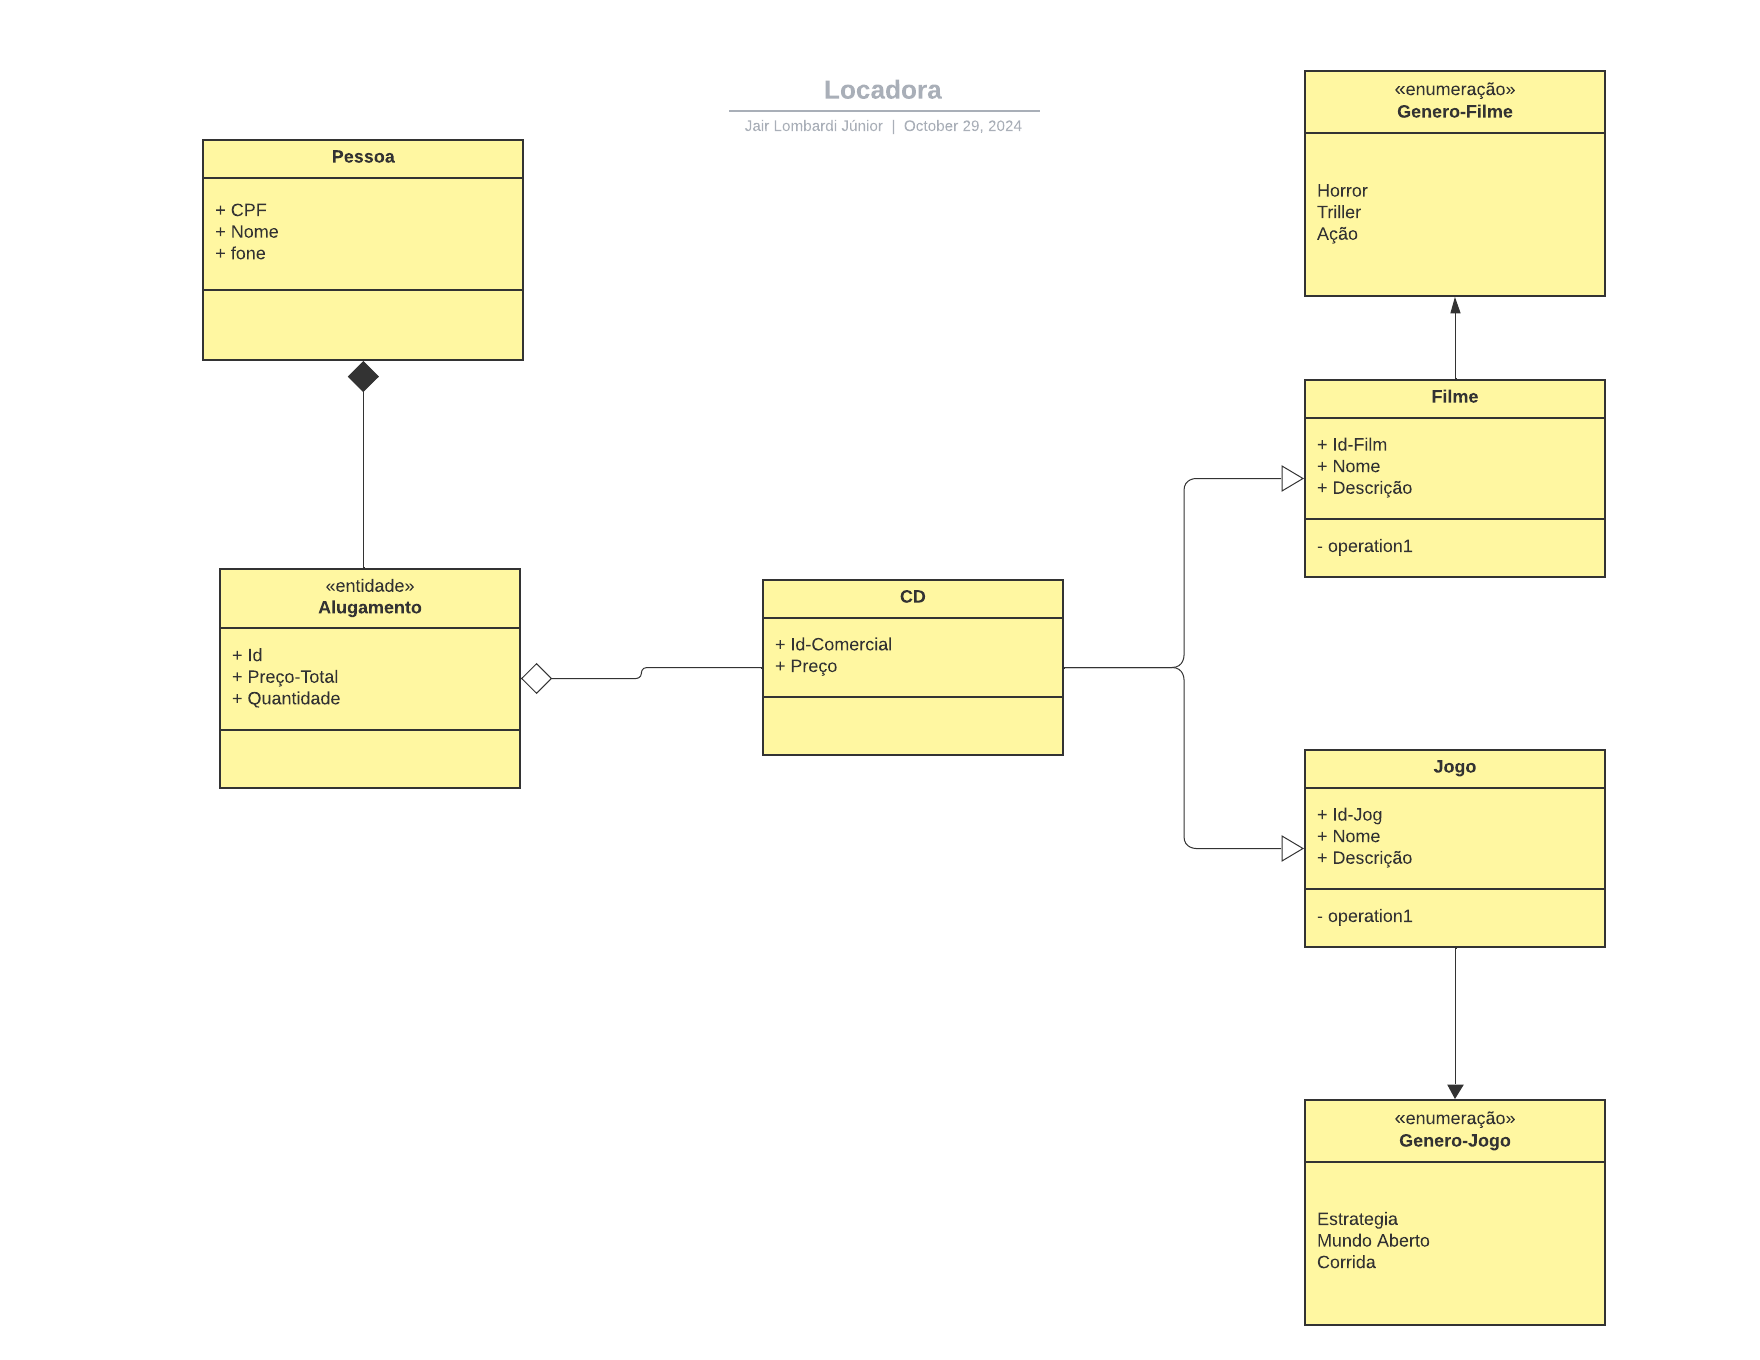 Locadora
Jair Lombardi Júnior | October 29, 2024
Pessoa
+ CPF
+ Nome
+ fone
«entidade»
Alugamento
+ Id
+ Preço-Total
+ Quantidade
CD
+ Id-Comercial
+ Preço
«enumeração»
Genero-Filme
Horror
Triller
Ação
Filme
+ Id-Film
+ Nome
+ Descrição
- operation1
Jogo
+ Id-Jog
+ Nome
+ Descrição
- operation1
«enumeração»
Genero-Jogo
Estrategia
Mundo Aberto
Corrida